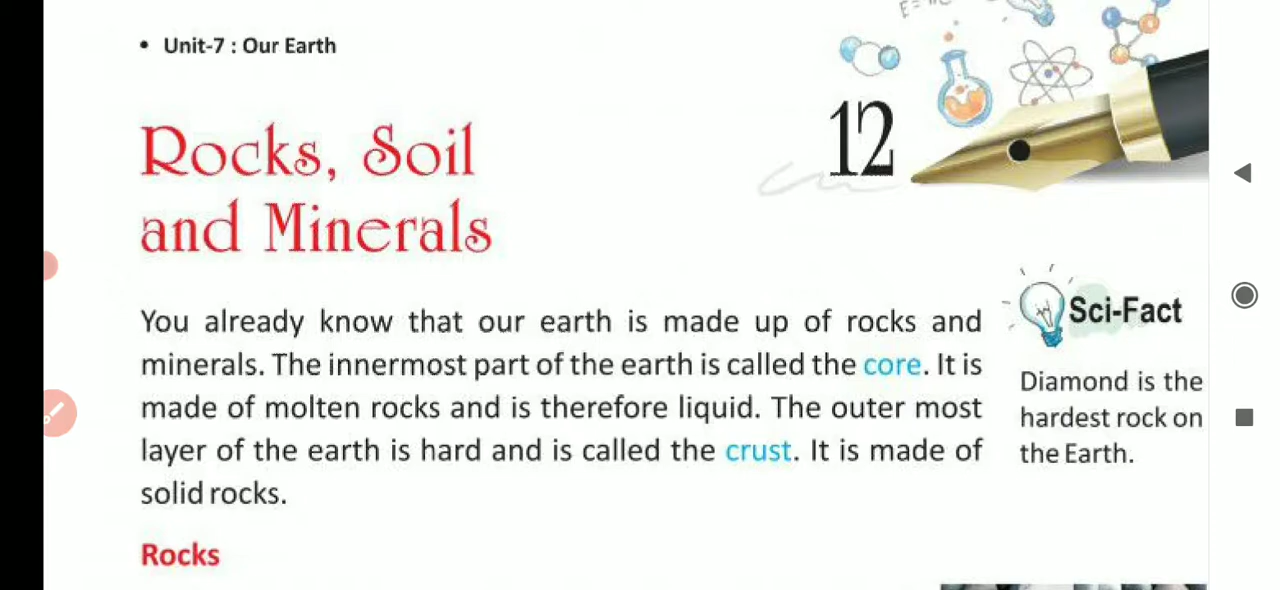 • Unit-7 : Our Earth
12
Rocks, Soil
and Minerals
You already know that our earth is made up of rocks and
minerals. The innermost part of the earth is called the core. It is
made of molten rocks and is therefore liquid. The outer most
layer of the earth is hard and is called the crust. It is made of
solid rocks.
Sci-Fact
Diamond is the
hardest rock on
the Earth.
Rocks